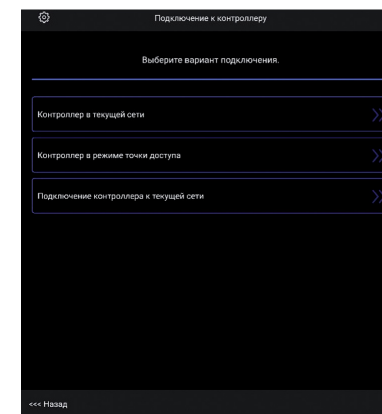 Подключение к контроллеру
Выберите вариант подключения.
Контроллер в текущей сети
Контроллер в режиме точки доступа
Подключение контроллера к текущей сети
<<< Назад